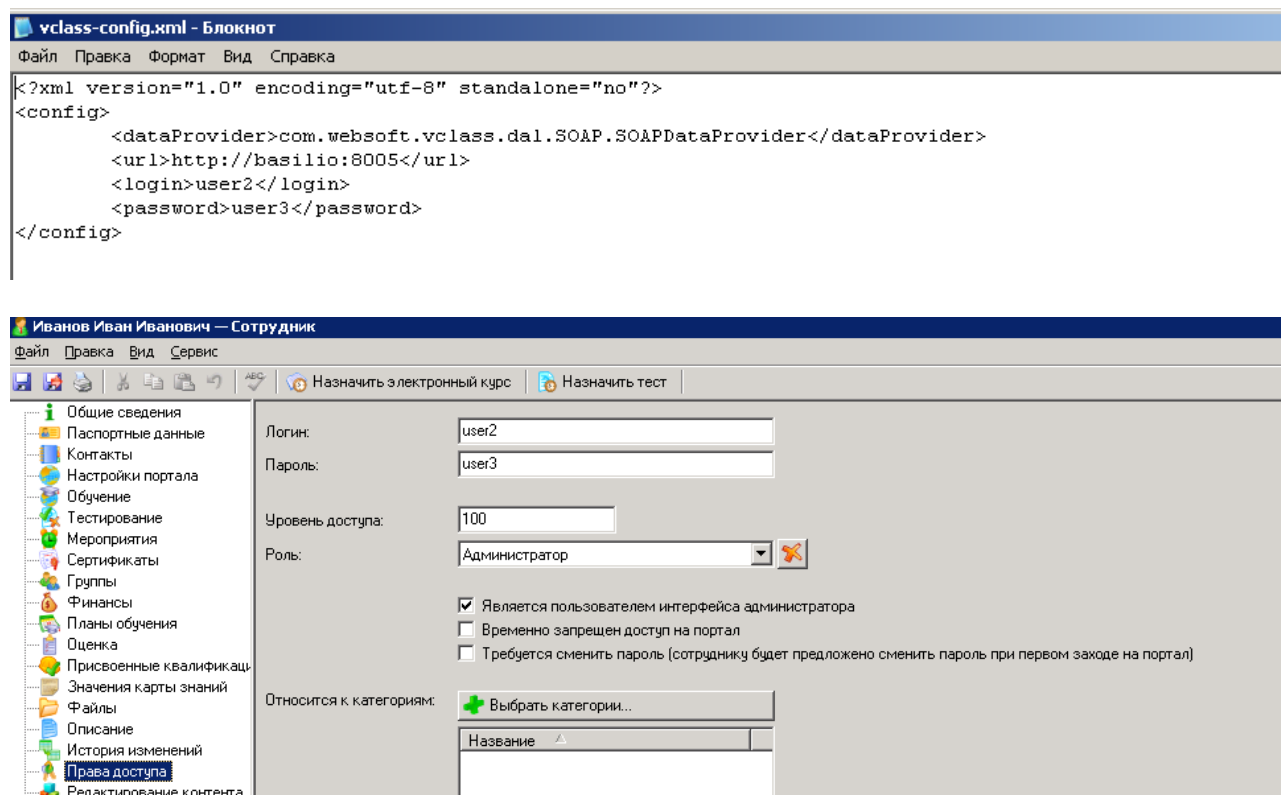 vclass-config.xml - Блокнот
Файл Правка Формат Вид Справка
<?xml version="1.0" encoding="utf-8" standalone="no"?>
<config>
<dataProvider>com.websoft.vclass.dal.SOAP.SOAPDataProvider</dataProvider>
<url>http://basilio:8005</url>
<login>user2</login>
<password>user3</password>
</config>
Иванов Иван Иванович — Сотрудник
Файл Правка Вид Сервис
ABC Назначить электронный курс Назначить тест
Общие сведения
Паспортные данные
Контакты
Настройки портала
Обучение
Тестирование
Мероприятия
Сертификаты
Группы
Финансы
Планы обучения
Оценка
Присвоенные квалификаци
Значения карты знаний
Файлы
Описание
История изменений
Права доступа
Редактирование контента
Логин: user2
Пароль: user3
Уровень доступа: 100
Роль: Администратор
Является пользователем интерфейса администратора
Временно запрещен доступ на портал
Требуется сменить пароль (сотруднику будет предложено сменить пароль при первом заходе на портал)
Относится к категориям: Выбрать категории...
Название